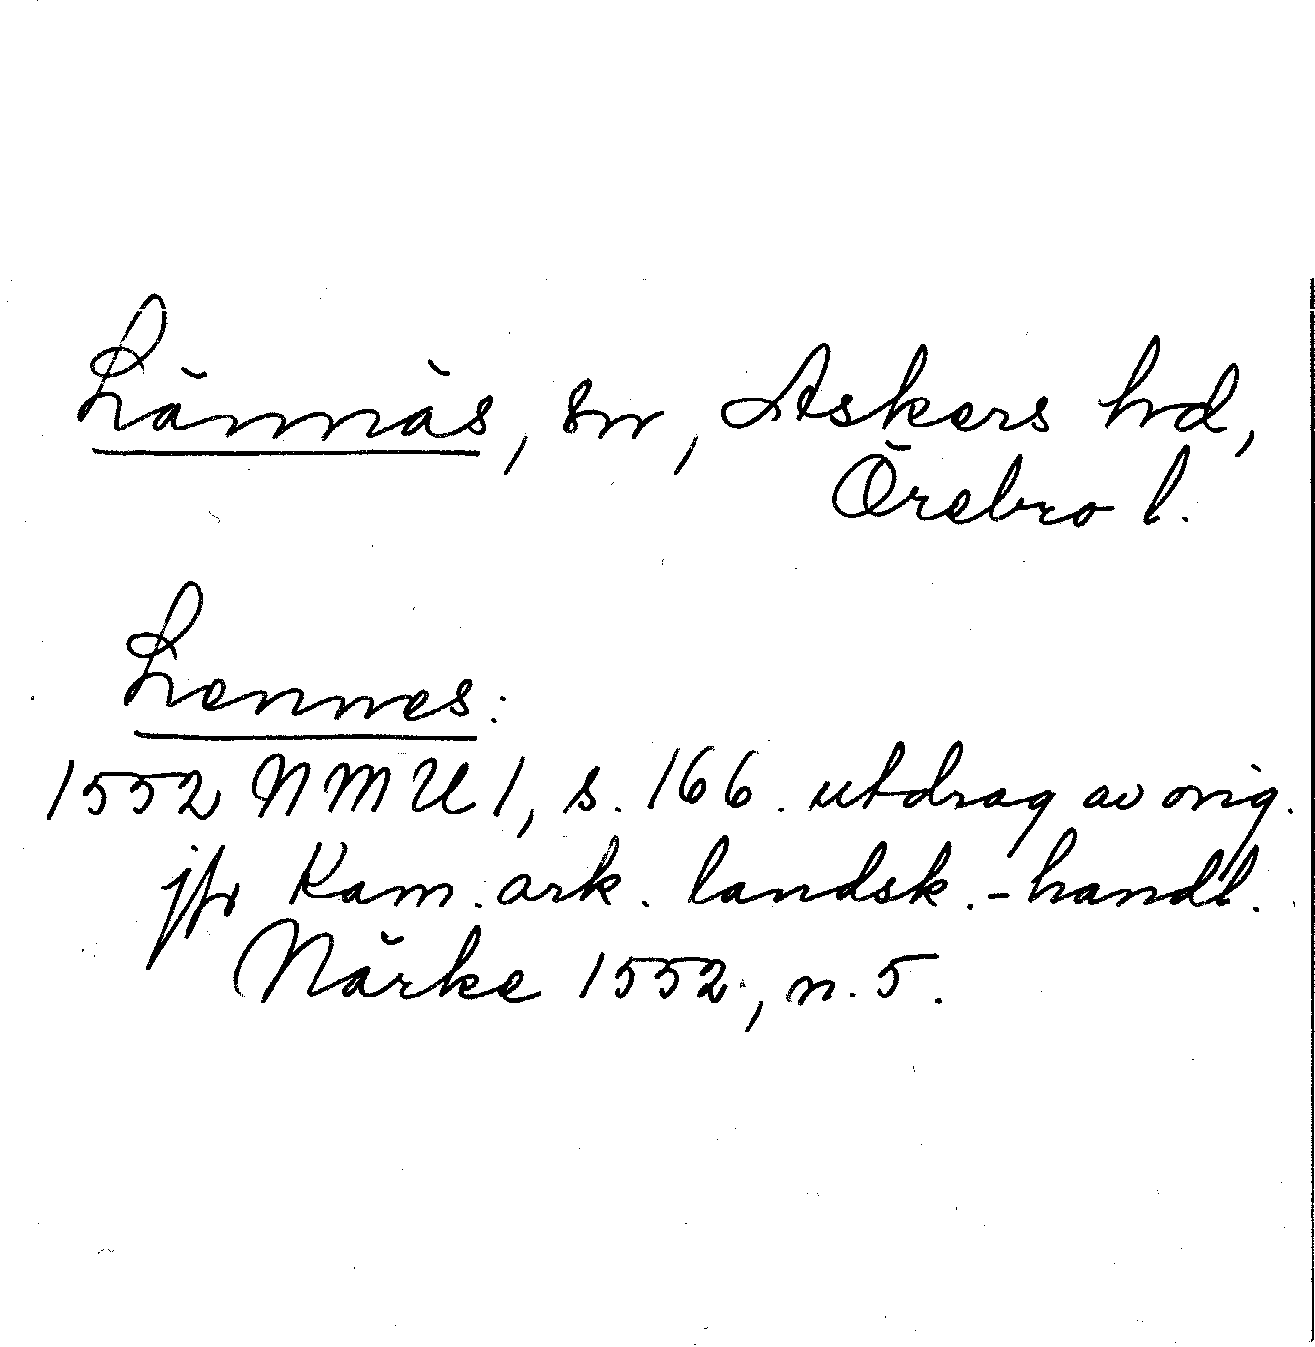 Lännäs, sn, Askers hd,
Örebro l.
Lennes:
1552 NMU 1, s. 166. utdrag av orig.
jfr Kam. ark. landsk.-handl.
Närke 1552, n. 5.